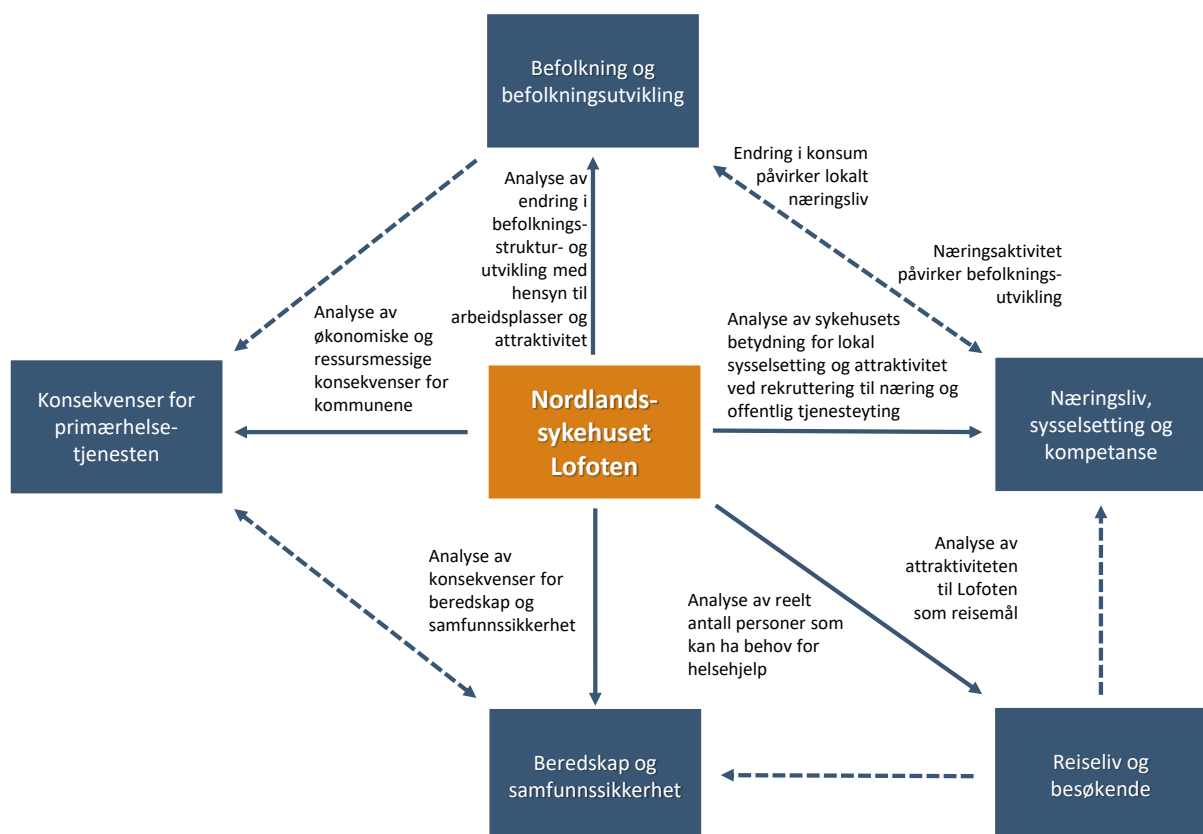 Befolkning og
befolkningsutvikling
Endring i konsum
påvirker lokalt
næringsliv
Analyse av
endring i
befolknings-
struktur- og
utvikling med
hensyn til
arbeidsplasser og
attraktivitet
Næringsaktivitet
påvirker befolknings-
utvikling
Analyse av
økonomiske og
ressursmessige
konsekvenser for
kommunene
Analyse av sykehusets
betydning for lokal
sysselsetting og attraktivitet
ved rekruttering til næring og
offentlig tjenesteyting
Konsekvenser for
primærhelse-
tjenesten
Nordlands-
sykehuset
Lofoten
Næringsliv,
sysselsetting og
kompetanse
Analyse av
konsekvenser for
beredskap og
samfunnssikkerhet
Analyse av reelt
antall personer som
kan ha behov for
helsehjelp
Analyse av
attraktiviteten
til Lofoten
som reisemål
Beredskap og
samfunnssikkerhet
Reiseliv og
besøkende